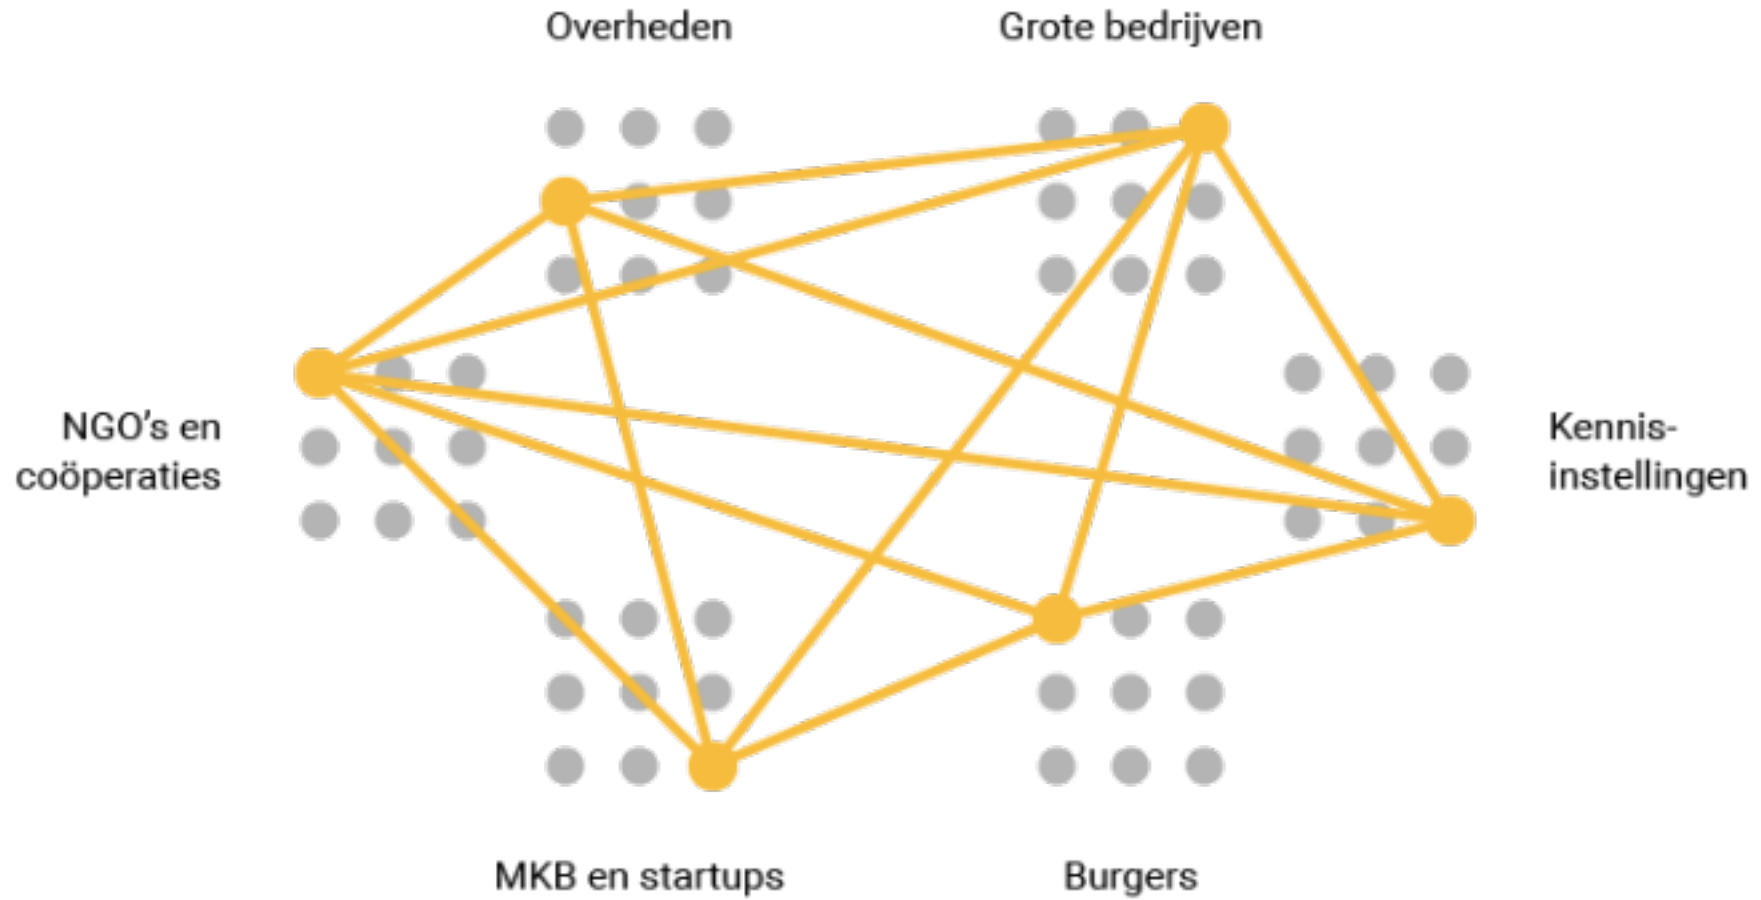 Overheden
Grote bedrijven
NGO’s en
coöperaties
Kennis-
instellingen
MKB en startups
Burgers